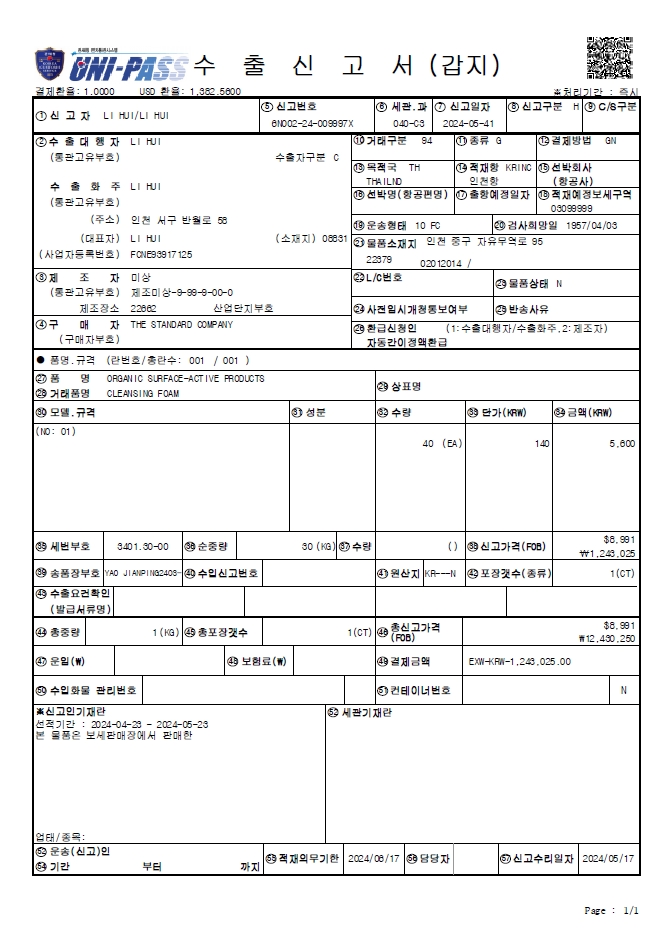 전자통관시스템
UNI-PASS 수 출 신 고 서 (갑지)
결제환율: 1.0000 USD 환율: 1,382.5600 ※처리기간 : 즉시
① 신 고 자 LI HUI/LI HUI
⑤ 신고번호 ⑥ 세관.과 ⑦ 신고일자 ⑧ 신고구분 H ⑨ C/S구분
6N002-24-009997X 040-C3 2024-05-41
② 수 출 대 행 자 LI HUI
(통관고유부호) 수출자구분 C
수 출 화 주 LI HUI
(통관고유부호)
(주소) 인천 서구 반월로 56
(대표자) LI HUI (소재지) 08831
(사업자등록번호) FCNE93917125
⑩ 거래구분 94 ⑪ 종류 G ⑫ 결제방법 GN
⑬ 목적국 TH ⑭ 적재항 KRINC ⑮ 선박회사
THAILND 인천항 (항공사)
⑯ 선박명(항공편명) ⑰ 출항예정일자 ⑱ 적재예정보세구역
03099999
⑲ 운송형태 10 FC ⑳ 검사희망일 1957/04/03
㉑ 물품소재지 인천 중구 자유무역로 95
22379 02012014 /
③ 제 조 자 미상
(통관고유부호) 제조미상-9-99-9-00-0
제조장소 22662 산업단지부호
㉒ L/C번호 ㉓ 물품상태 N
㉔ 사전임시개청통보여부 ㉕ 반송사유
④ 구 매 자 THE STANDARD COMPANY
(구매자부호)
㉖ 환급신청인 (1:수출대행자/수출화주,2:제조자)
자동간이정액환급
● 품명.규격 (란번호/총란수: 001 / 001 )
㉗ 품 명 ORGANIC SURFACE-ACTIVE PRODUCTS
㉘ 거래품명 CLEANSING FOAM
㉙ 상표명
㉚ 모델.규격 ㉛ 성분 ㉜ 수량 ㉝ 단가(KRW) ㉞ 금액(KRW)
(NO: 01)
40 (EA) 140 5,600
㉟ 세번부호 3401.30-00 ㊱ 순중량 30 (KG) ㊲ 수량 () ㊳ 신고가격(FOB) $8,991
₩1,243,025
㊴ 송품장부호 YAO JIANPING2403- ㊵ 수입신고번호 ㊶ 원산지 KR---N ㊷ 포장갯수(종류) 1(CT)
㊸ 수출요건확인
(발급서류명)
㊹ 총중량 1(KG) ㊺ 총포장갯수 1(CT) ㊻ 총신고가격
(FOB) $8,991
₩12,430,250
㊼ 운임(₩) ㊽ 보험료(₩) ㊾ 결제금액 EXW-KRW-1,243,025.00
㊿ 수입화물 관리번호 51 컨테이너번호 N
※신고인기재란 52 세관기재란
선적기간 : 2024-04-23 - 2024-05-23
본 물품은 보세판매장에서 판매한
업태/종목:
53 운송(신고)인
54 기간 부터 까지
55 적재의무기한 2024/06/17 56 담당자 57 신고수리일자 2024/05/17
Page : 1/1